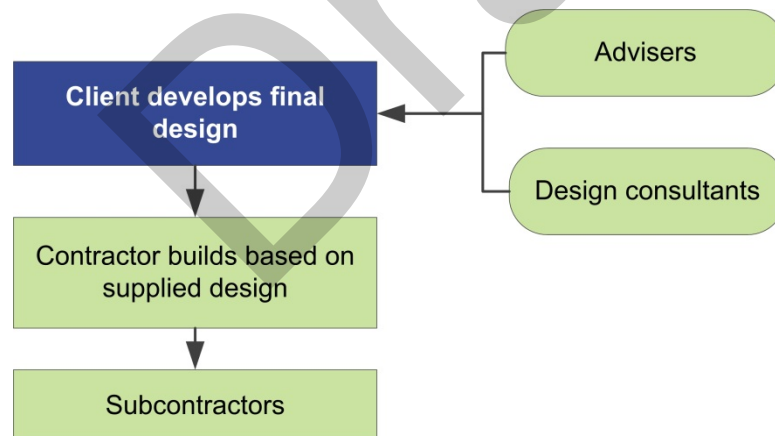 Advisers
Client develops final
design
Design consultants
Contractor builds based on
supplied design
Subcontractors